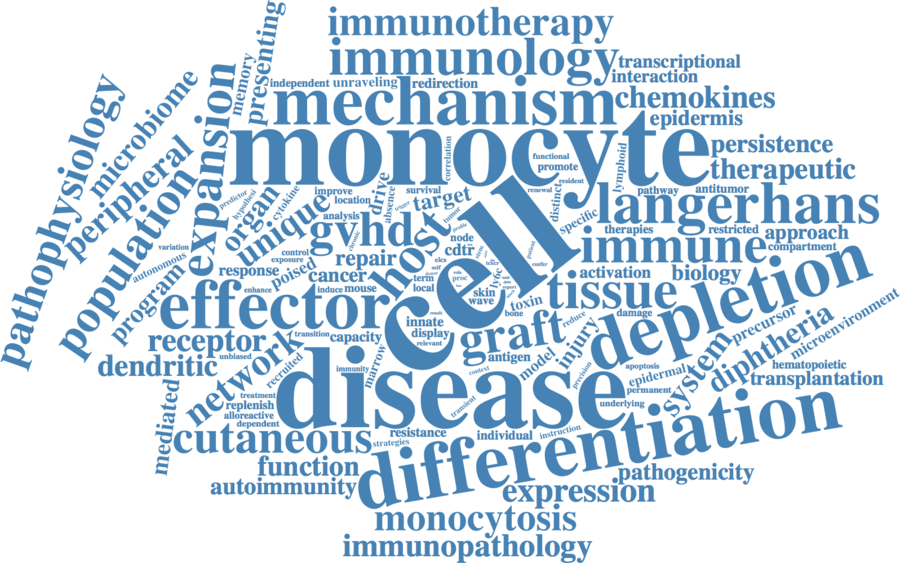 immunotherapy
immunology
transcriptional
interaction
independent
unraveling
redirection
mechanism
chemokines
epidermis
monocyte
persistence
therapeutic
presenting
memory
expansion
microbiome
pathophysiology
peripheral
population
organ
program
autonomous
variation
predictor
cytokine
correlation
functional
promote
resident
renewal
lymphoid
pathway
antitumor
langerhans
distinct
specific
therapies
restricted
approach
compartment
immune
improve
location
drive
absence
survival
target
tumor
unique
analysis
chronic
gvhd
host
cell
control
exposure
response
poised
repair
cancer
enhance
induce
mouse
node
cdtr
term
local
skin
wave
ly6c
activation
biology
tissue
toxin
bone
depletion
damage
effector
innate
display
relevant
result
receptor
transition
capacity
graft
reduce
injury
antigen
model
system
precursor
diphtheria
microenvironment
dendritic
unbiased
network
recruited
immunity
marrow
context
disease
precision
apoptosis
epidermal
permanent
underlying
hematopoietic
transplantation
mediated
treatment
replenish
alloreactive
dependent
transient
cutaneous
strategies
resistance
individual
instruction
differentiation
function
autoimmunity
expression
pathogenicity
monocytosis
immunopathology